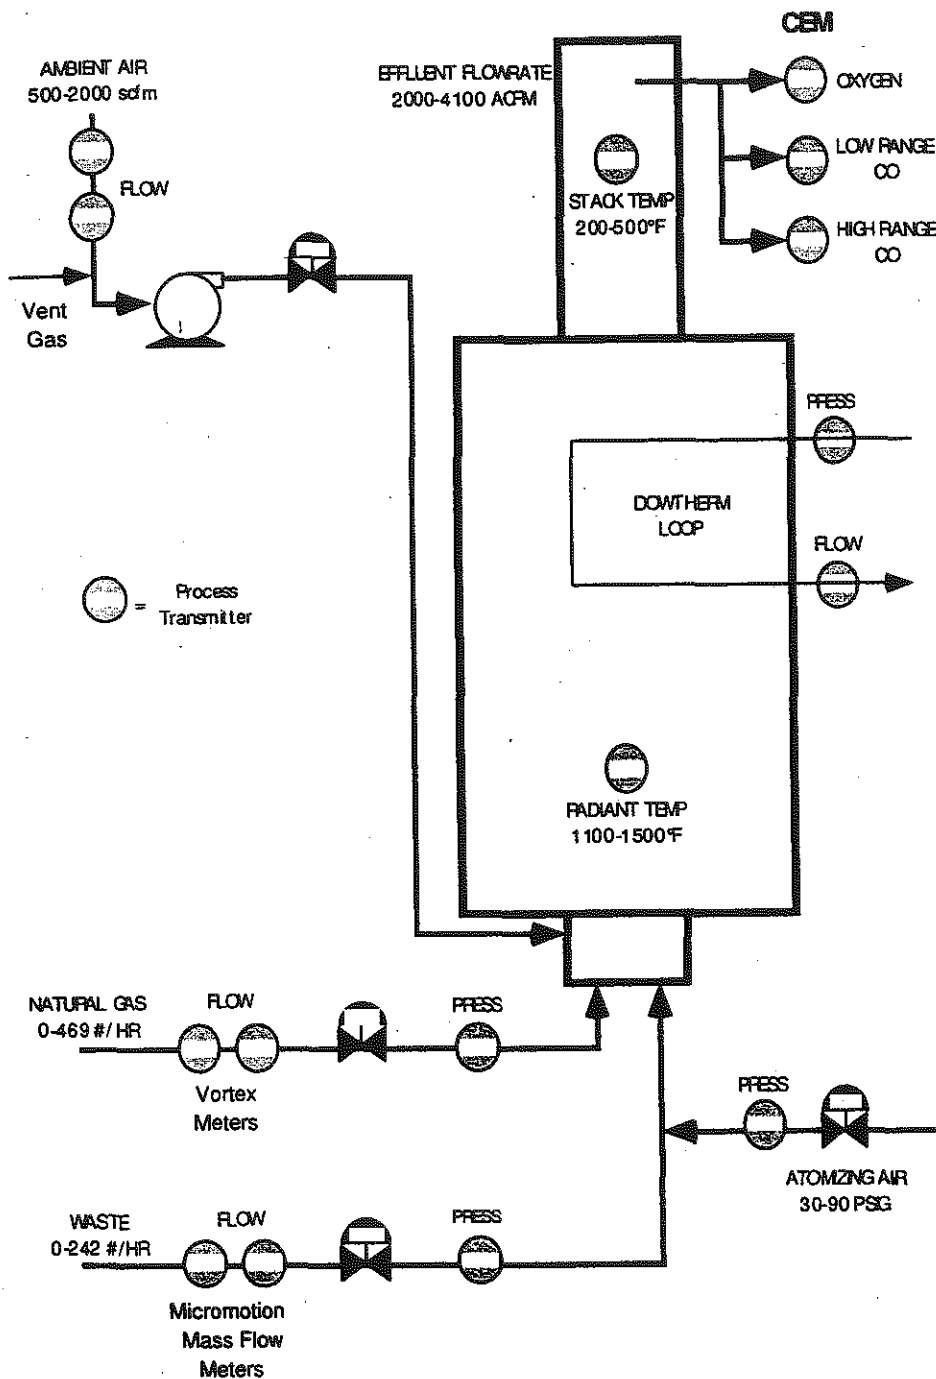 CEM
AMBIENT AIR
500-2000 scfm
FLOW
Vent
Gas
EFFLUENT FLOWRATE
2000-4100 ACFM
STACK TEMP
200-500°F
OXYGEN
LOW RANGE
CO
HIGH RANGE
CO
PRESS
DOWTHERM
LOOP
FLOW
= Process
Transmitter
RADIANT TEMP
1100-1500°F
NATURAL GAS
0-469 #/HR
FLOW
PRESS
Vortex
Meters
PRESS
ATOMIZING AIR
30-90 PSIG
WASTE
0-242 #/HR
FLOW
PRESS
Micromotion
Mass Flow
Meters